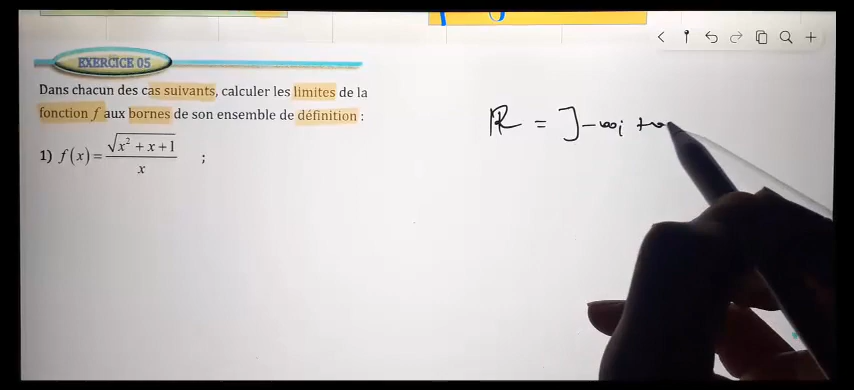 EXERCICE 05
Dans chacun des cas suivants, calculer les limites de la
fonction f aux bornes de son ensemble de définition :
1) f(x) = √(x² + x + 1) / x ;
ℝ = ]-∞; +∞